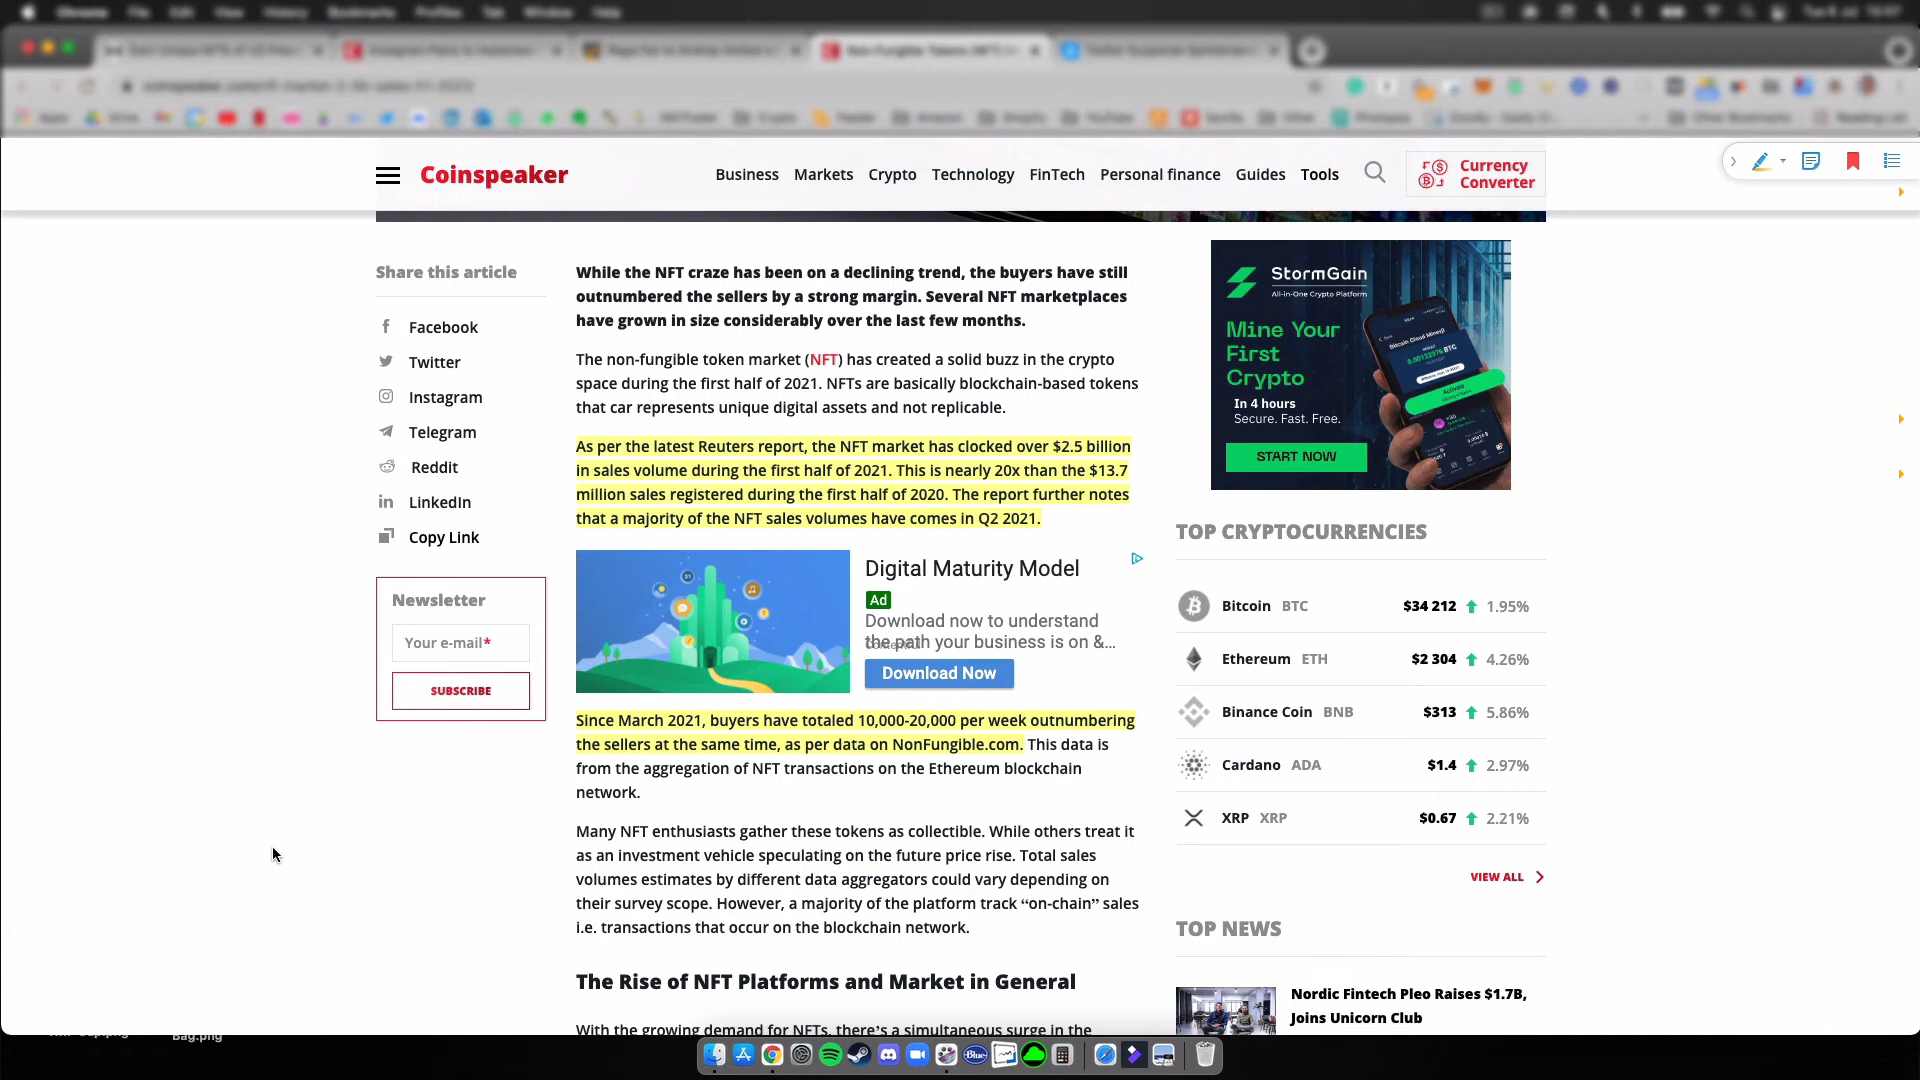 Coinspeaker
Business Markets Crypto Technology FinTech Personal finance Guides Tools
Currency
Converter
Share this article
Facebook
Twitter
Instagram
Telegram
Reddit
LinkedIn
Copy Link
Newsletter
Your e-mail*
SUBSCRIBE
While the NFT craze has been on a declining trend, the buyers have still
outnumbered the sellers by a strong margin. Several NFT marketplaces
have grown in size considerably over the last few months.
The non-fungible token market (NFT) has created a solid buzz in the crypto
space during the first half of 2021. NFTs are basically blockchain-based tokens
that car represents unique digital assets and not replicable.
As per the latest Reuters report, the NFT market has clocked over $2.5 billion
in sales volume during the first half of 2021. This is nearly 20x than the $13.7
million sales registered during the first half of 2020. The report further notes
that a majority of the NFT sales volumes have comes in Q2 2021.
Digital Maturity Model
Ad
Download now to understand
the path your business is on &...
Download Now
Since March 2021, buyers have totaled 10,000-20,000 per week outnumbering
the sellers at the same time, as per data on NonFungible.com. This data is
from the aggregation of NFT transactions on the Ethereum blockchain
network.
Many NFT enthusiasts gather these tokens as collectible. While others treat it
as an investment vehicle speculating on the future price rise. Total sales
volumes estimates by different data aggregators could vary depending on
their survey scope. However, a majority of the platform track “on-chain” sales
i.e. transactions that occur on the blockchain network.
The Rise of NFT Platforms and Market in General
With the growing demand for NFTs, there’s a simultaneous surge in the
StormGain
All-in-One Crypto Platform
Mine Your
First
Crypto
In 4 hours
Secure. Fast. Free.
START NOW
TOP CRYPTOCURRENCIES
Bitcoin BTC $34 212 1.95%
Ethereum ETH $2 304 4.26%
Binance Coin BNB $313 5.86%
Cardano ADA $1.4 2.97%
XRP XRP $0.67 2.21%
VIEW ALL
TOP NEWS
Nordic Fintech Pleo Raises $1.7B,
Joins Unicorn Club
Bag.png